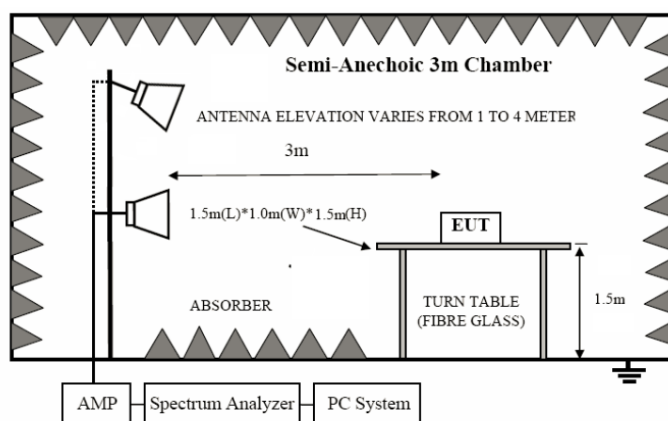 Semi-Anechoic 3m Chamber
ANTENNA ELEVATION VARIES FROM 1 TO 4 METER
3m
1.5m(L)*1.0m(W)*1.5m(H)
EUT
ABSORBER
TURN TABLE
(FIBRE GLASS)
1.5m
AMP
Spectrum Analyzer
PC System